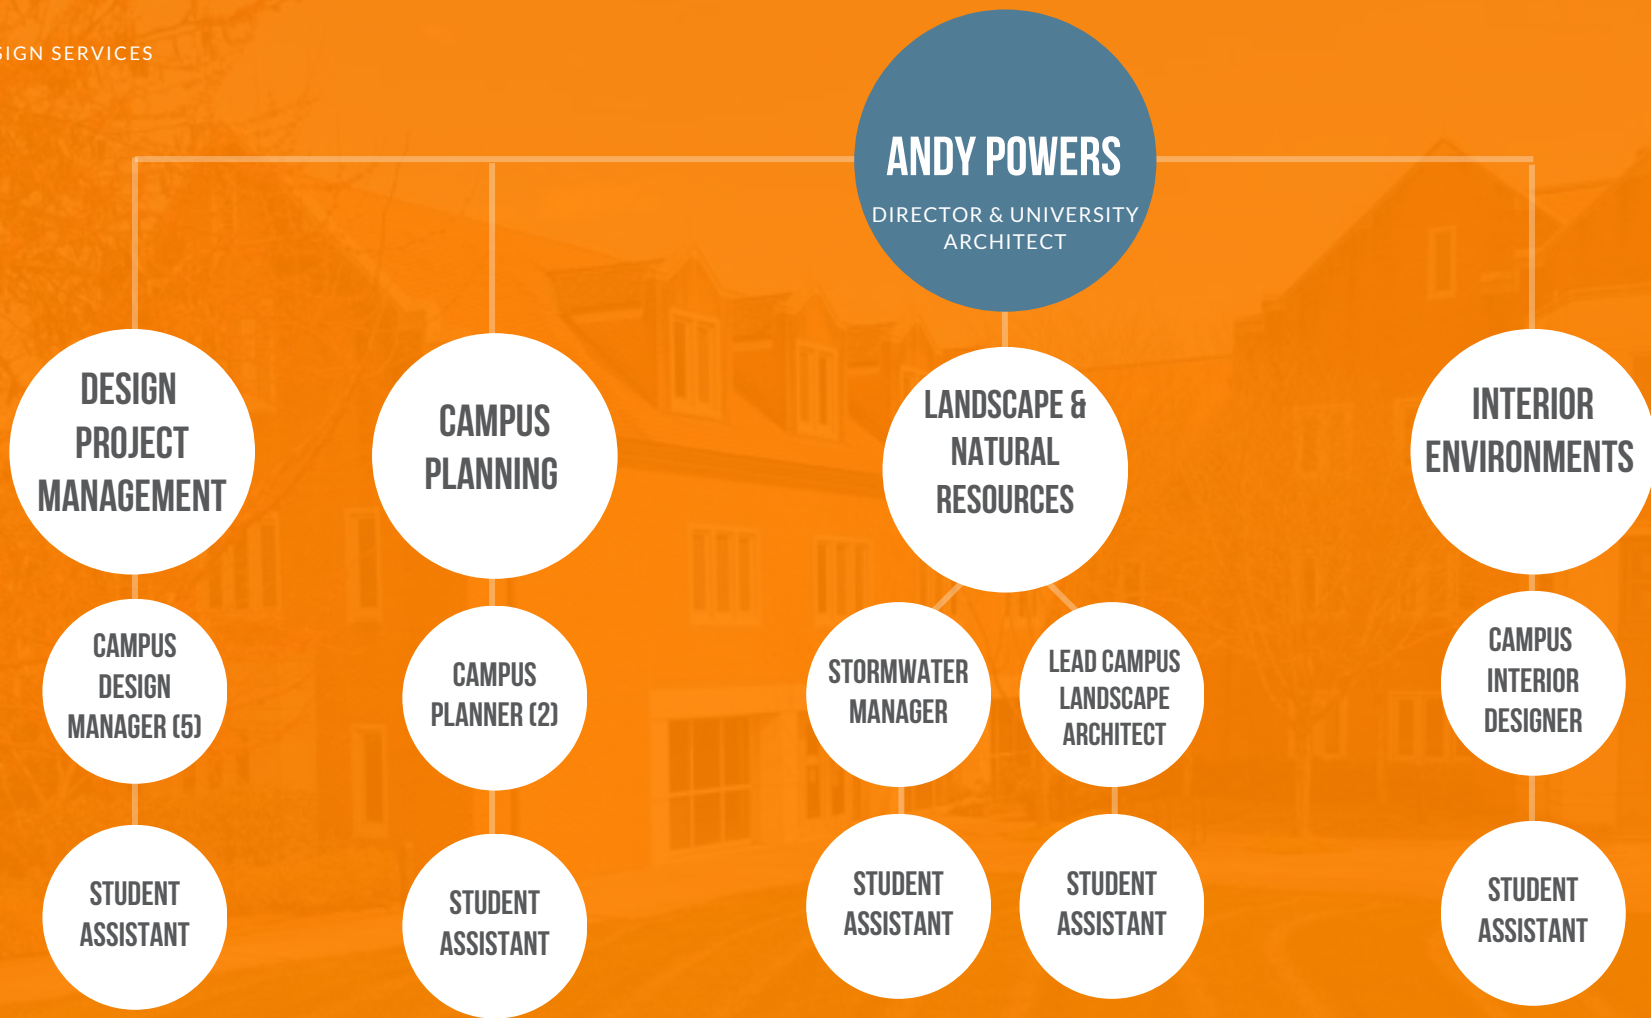 SIGN SERVICES
ANDY POWERS
DIRECTOR & UNIVERSITY
ARCHITECT
DESIGN
PROJECT
MANAGEMENT
CAMPUS
DESIGN
MANAGER (5)
STUDENT
ASSISTANT
CAMPUS
PLANNING
CAMPUS
PLANNER (2)
STUDENT
ASSISTANT
LANDSCAPE &
NATURAL
RESOURCES
STORMWATER
MANAGER
STUDENT
ASSISTANT
LEAD CAMPUS
LANDSCAPE
ARCHITECT
STUDENT
ASSISTANT
INTERIOR
ENVIRONMENTS
CAMPUS
INTERIOR
DESIGNER
STUDENT
ASSISTANT